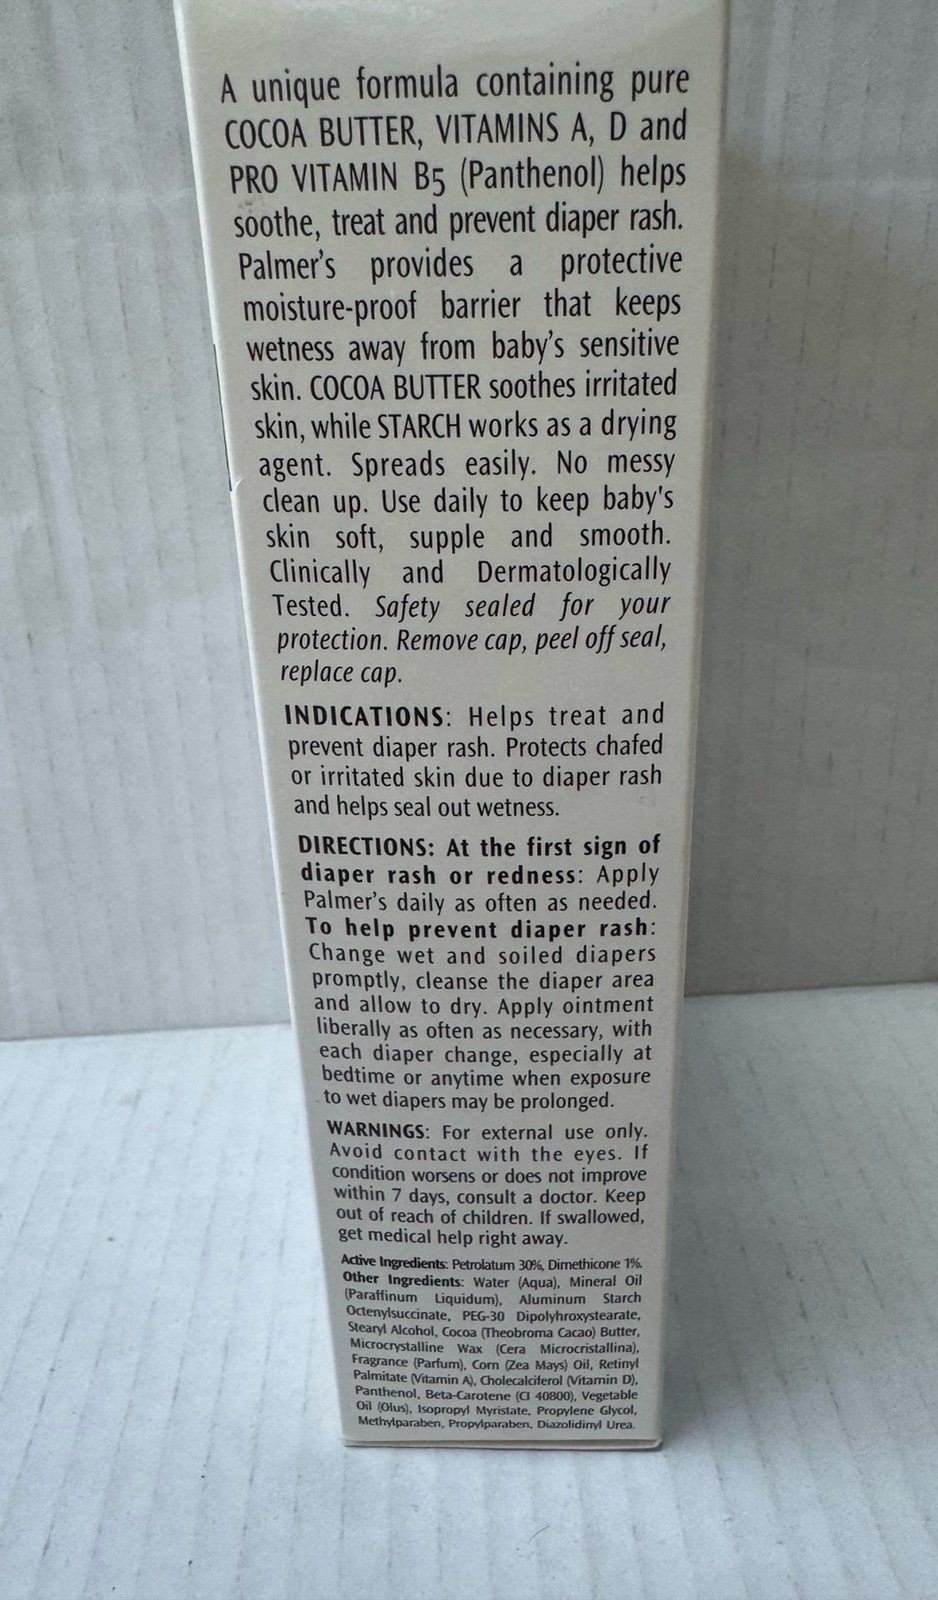 A unique formula containing pure
COCOA BUTTER, VITAMINS A, D and
PRO VITAMIN B5 (Panthenol) helps
soothe, treat and prevent diaper rash.
Palmer's provides a protective
moisture-proof barrier that keeps
wetness away from baby's sensitive
skin. COCOA BUTTER soothes irritated
skin, while STARCH works as a drying
agent. Spreads easily. No messy
clean up. Use daily to keep baby's
skin soft, supple and smooth.
Clinically and Dermatologically
Tested. Safety sealed for your
protection. Remove cap, peel off seal,
replace cap.
INDICATIONS: Helps treat and
prevent diaper rash. Protects chafed
or irritated skin due to diaper rash
and helps seal out wetness.
DIRECTIONS: At the first sign of
diaper rash or redness: Apply
Palmer's daily as often as needed.
To help prevent diaper rash:
Change wet and soiled diapers
promptly, cleanse the diaper area
and allow to dry. Apply ointment
liberally as often as necessary, with
each diaper change, especially at
bedtime or anytime when exposure
to wet diapers may be prolonged.
WARNINGS: For external use only.
Avoid contact with the eyes. If
condition worsens or does not improve
within 7 days, consult a doctor. Keep
out of reach of children. If swallowed,
get medical help right away.
Active Ingredients: Petrolatum 30%, Dimethicone 1%.
Other Ingredients: Water (Aqua), Mineral Oil
(Paraffinum Liquidum), Aluminum Starch
Octenylsuccinate, PEG-30 Dipolyhroxystearate,
Stearyl Alcohol, Cocoa (Theobroma Cacao) Butter,
Microcrystalline Wax (Cera Microcristallina),
Fragrance (Parfum), Corn (Zea Mays) Oil, Retinyl
Palmitate (Vitamin A), Cholecalciferol (Vitamin D),
Panthenol, Beta-Carotene (CI 40800), Vegetable
Oil (Olus), Isopropyl Myristate, Propylene Glycol,
Methylparaben, Propylparaben, Diazolidinyl Urea.